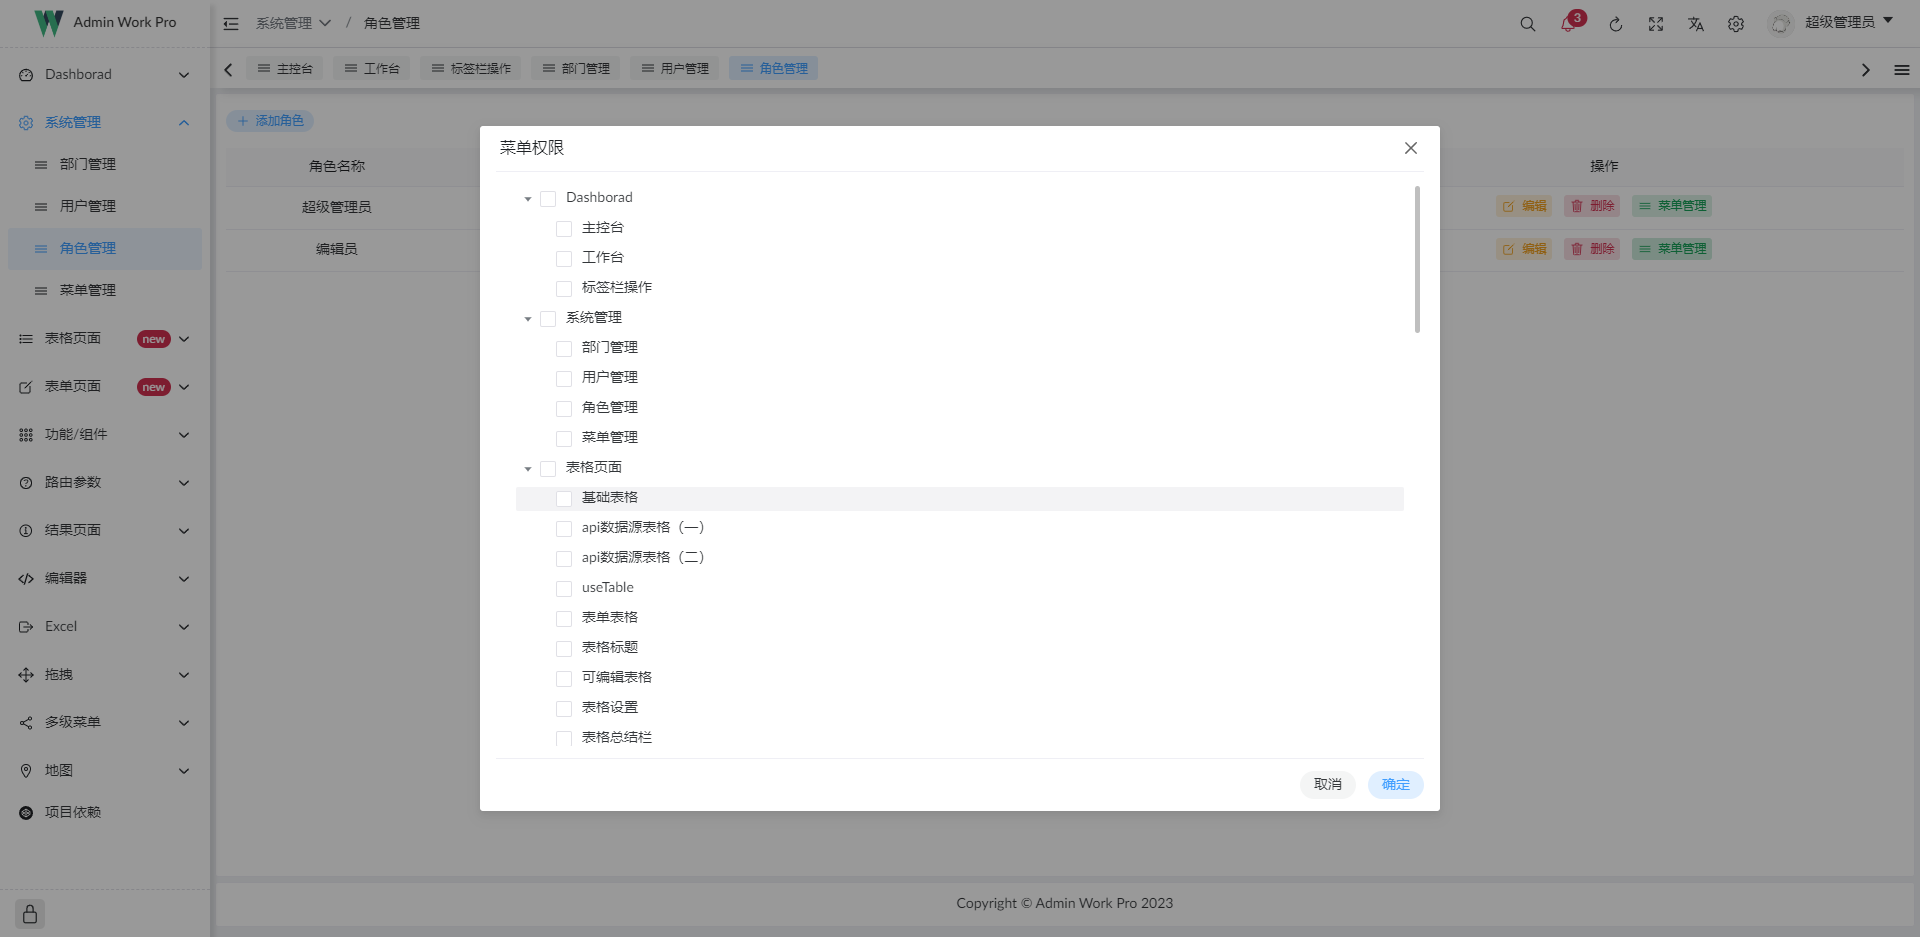 Admin Work Pro
系统管理 / 角色管理
3
超级管理员
Dashborad
系统管理
部门管理
用户管理
角色管理
菜单管理
表格页面 new
表单页面 new
功能/组件
路由参数
结果页面
编辑器
Excel
拖拽
多级菜单
地图
项目依赖
主控台
工作台
标签栏操作
部门管理
用户管理
角色管理
添加角色
角色名称
操作
超级管理员
编辑 删除 菜单管理
编辑员
编辑 删除 菜单管理
菜单权限
Dashborad
主控台
工作台
标签栏操作
系统管理
部门管理
用户管理
角色管理
菜单管理
表格页面
基础表格
api数据源表格（一）
api数据源表格（二）
useTable
表单表格
表格标题
可编辑表格
表格设置
表格总结栏
取消
确定
Copyright © Admin Work Pro 2023